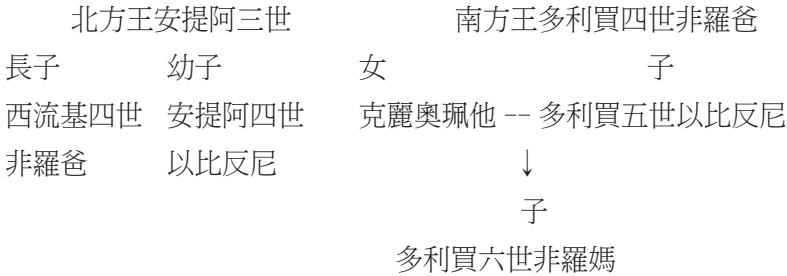 北方王安提阿三世 南方王多利買四世非羅爸
長子 幼子 女 子
西流基四世 安提阿四世 克麗奧珮他 -- 多利買五世以比反尼
非羅爸 以比反尼 ↓
子
多利買六世非羅媽